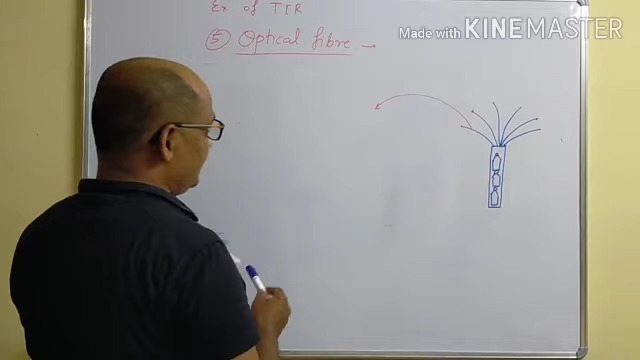 Ex of TIR
⑤ Optical fibre →
Made with KINEMASTER